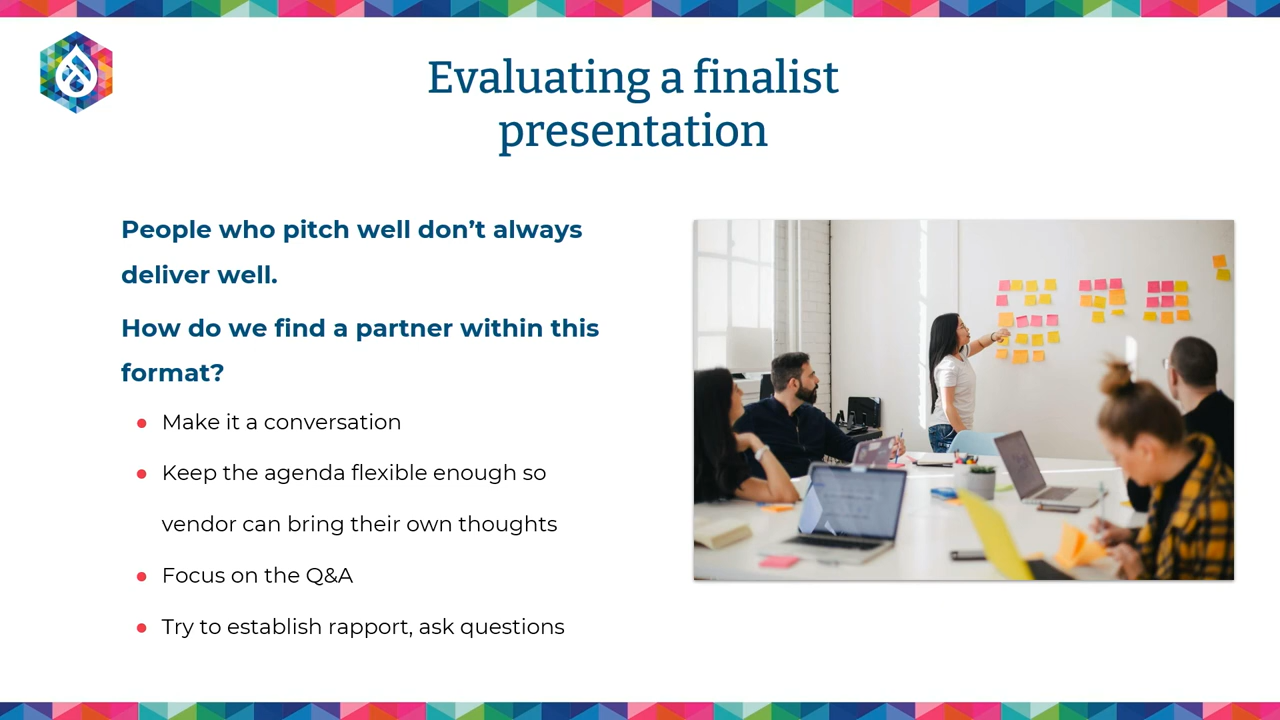 Evaluating a finalist
presentation
People who pitch well don’t always
deliver well.
How do we find a partner within this
format?
● Make it a conversation
● Keep the agenda flexible enough so
vendor can bring their own thoughts
● Focus on the Q&A
● Try to establish rapport, ask questions